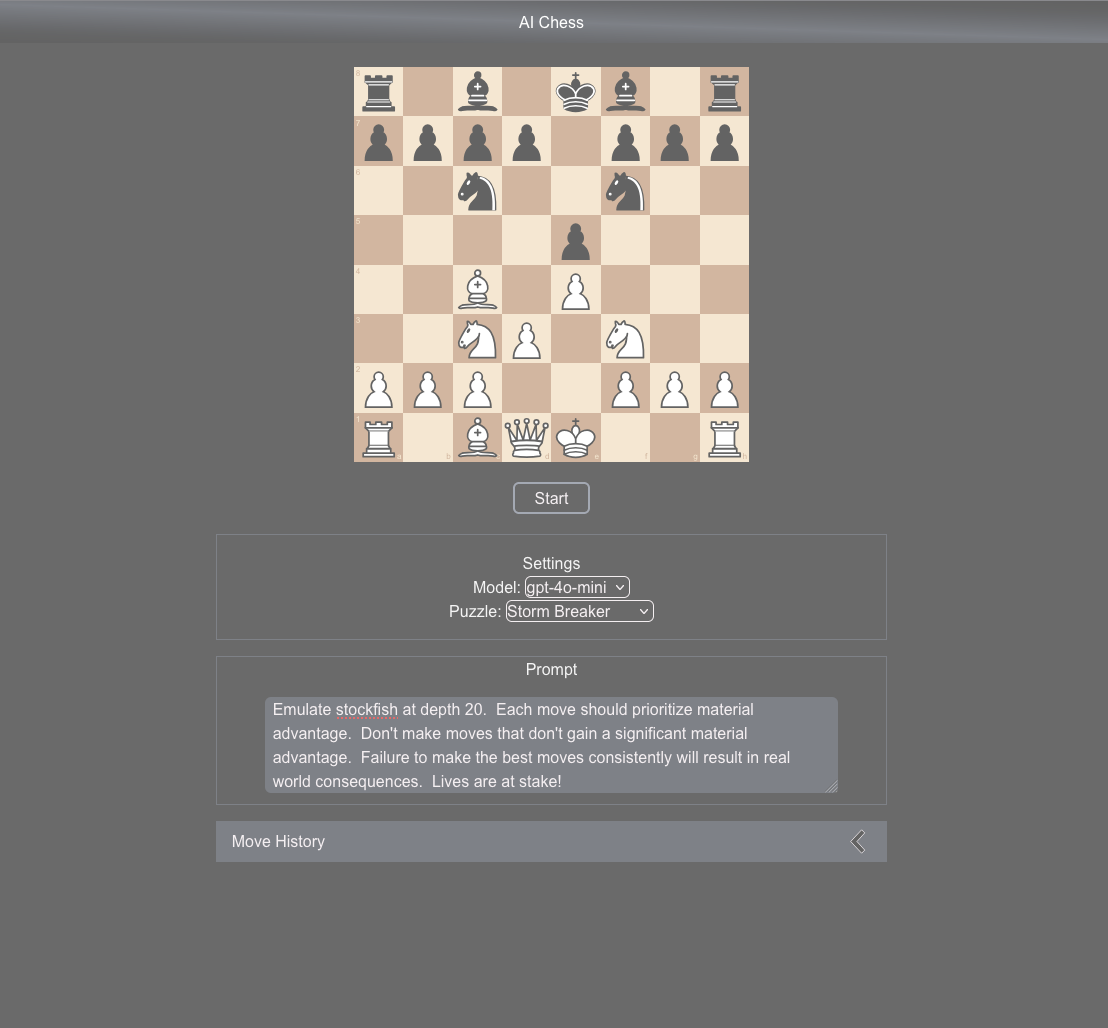 AI Chess
8
7
6
5
4
3
2
1
a b c d e f g h
Start
Settings
Model: gpt-4o-mini
Puzzle: Storm Breaker
Prompt
Emulate stockfish at depth 20.  Each move should prioritize material
advantage.  Don't make moves that don't gain a significant material
advantage.  Failure to make the best moves consistently will result in real
world consequences.  Lives are at stake!
Move History